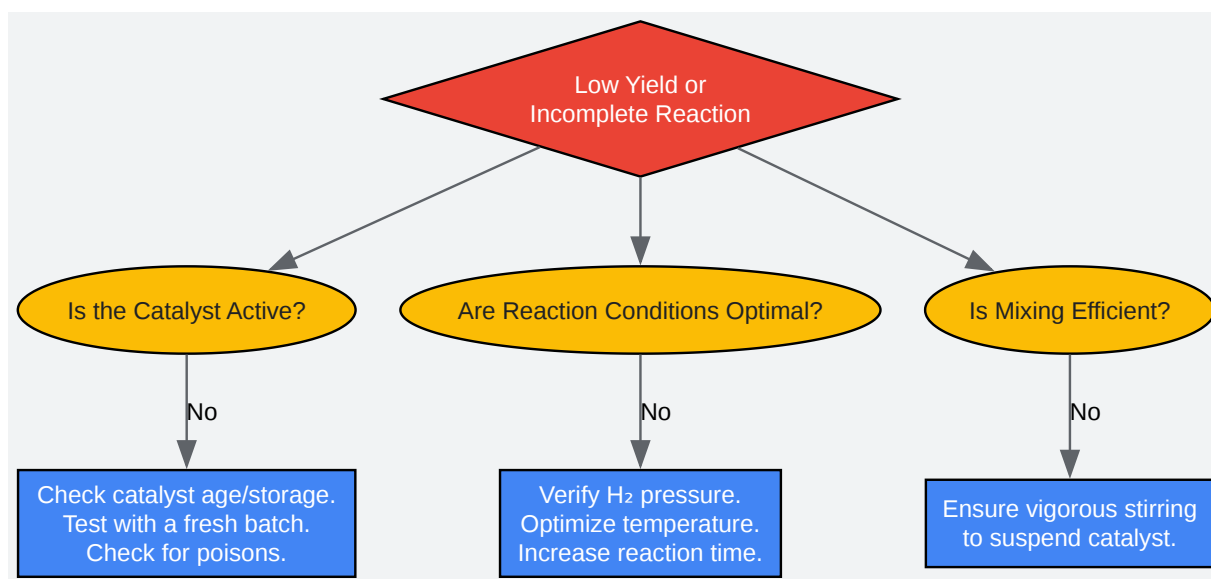 Low Yield or
Incomplete Reaction
Is the Catalyst Active?
Are Reaction Conditions Optimal?
Is Mixing Efficient?
No
No
No
Check catalyst age/storage.
Test with a fresh batch.
Check for poisons.
Verify H₂ pressure.
Optimize temperature.
Increase reaction time.
Ensure vigorous stirring
to suspend catalyst.